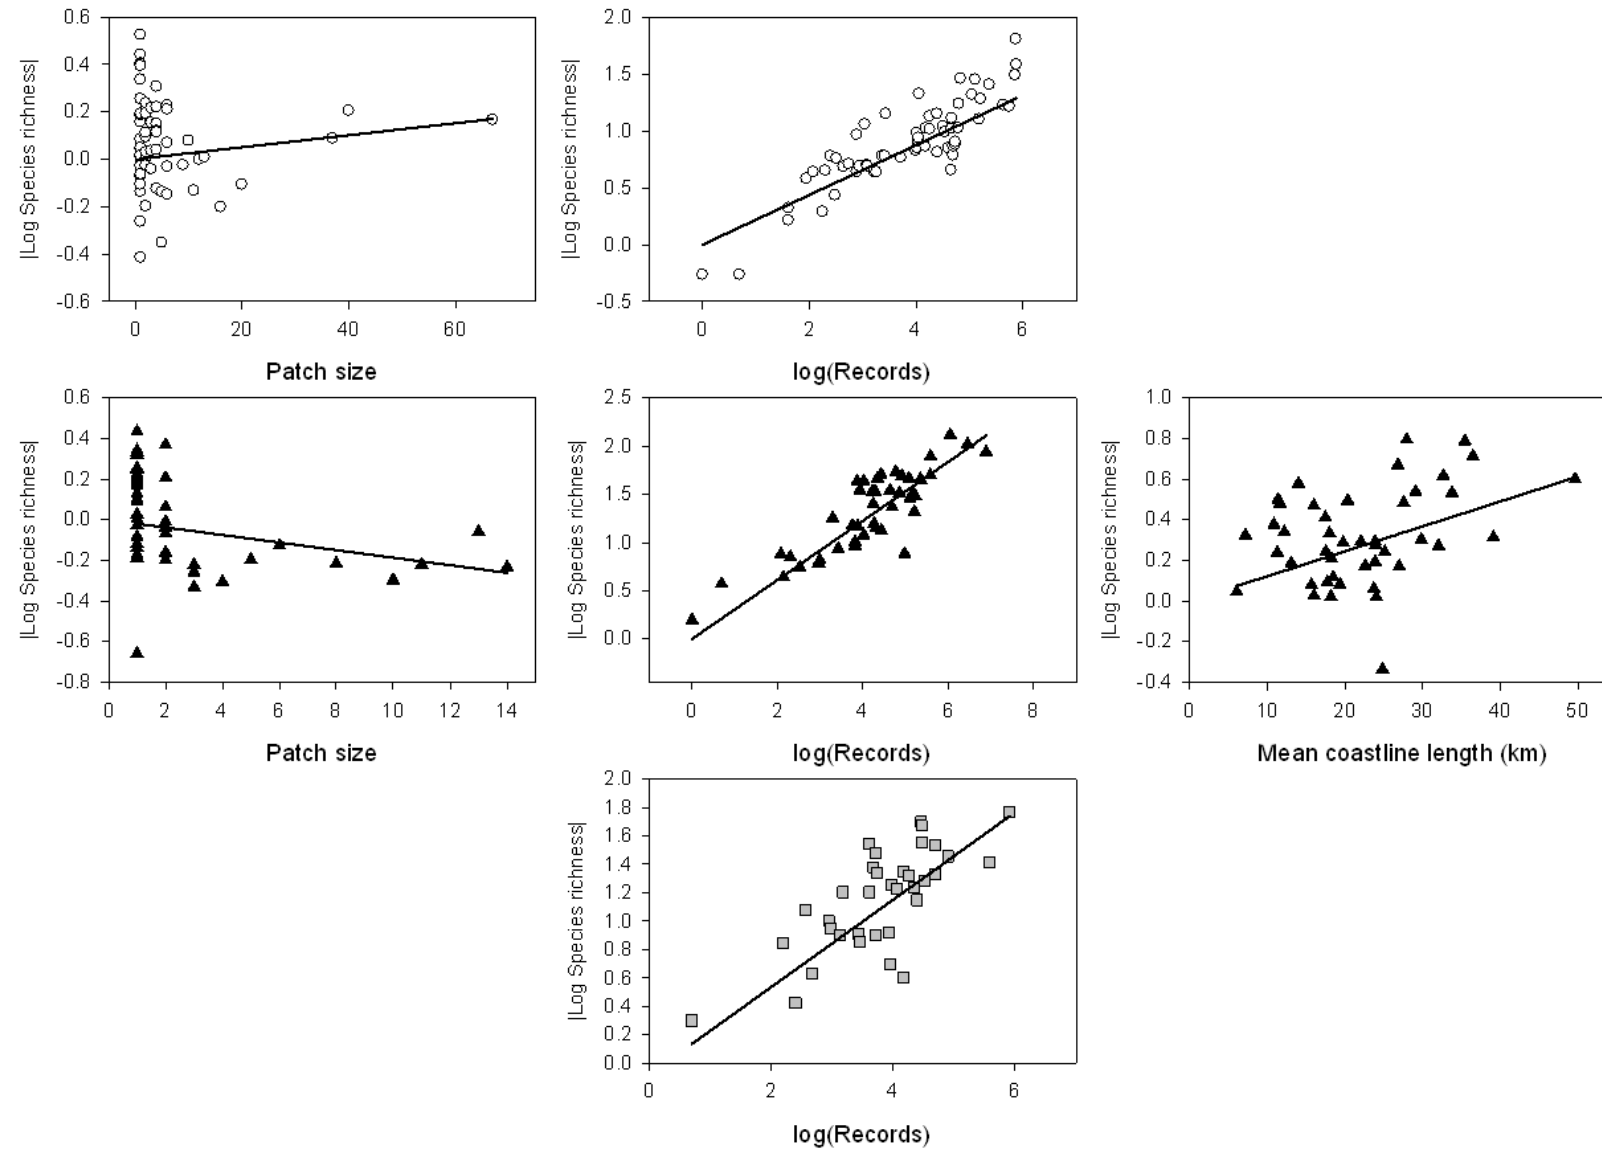 0.6
0.4
0.2
0.0
-0.2
-0.4
-0.6
|Log Species richness|
0 20 40 60
Patch size
2.0
1.5
1.0
0.5
0.0
-0.5
|Log Species richness|
0 2 4 6
log(Records)
0.6
0.4
0.2
0.0
-0.2
-0.4
-0.6
-0.8
|Log Species richness|
0 2 4 6 8 10 12 14
Patch size
2.5
2.0
1.5
1.0
0.5
0.0
|Log Species richness|
0 2 4 6 8
log(Records)
1.0
0.8
0.6
0.4
0.2
0.0
-0.2
-0.4
|Log Species richness|
0 10 20 30 40 50
Mean coastline length (km)
2.0
1.8
1.6
1.4
1.2
1.0
0.8
0.6
0.4
0.2
0.0
|Log Species richness|
0 2 4 6
log(Records)